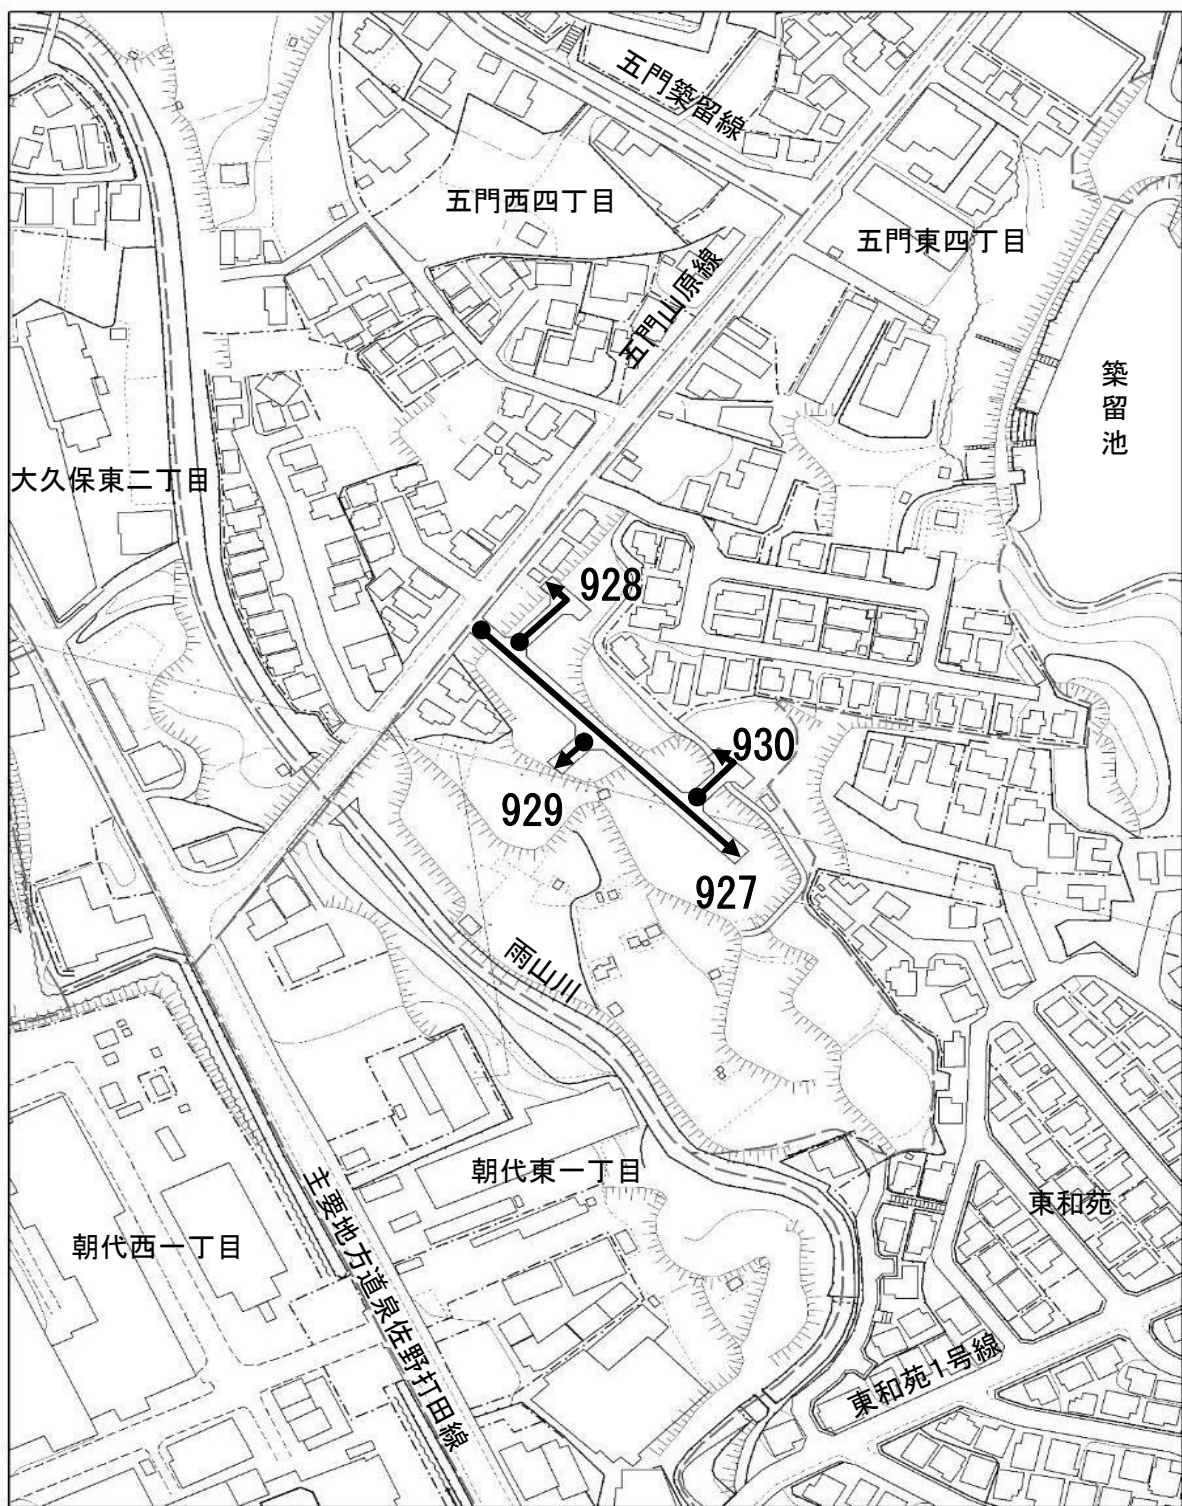 五門築留線
五門西四丁目
五門東四丁目
五門山原線
築留池
大久保東二丁目
928
930
929
927
雨山川
朝代東一丁目
東和苑
朝代西一丁目
主要地方道泉佐野打田線
東和苑1号線